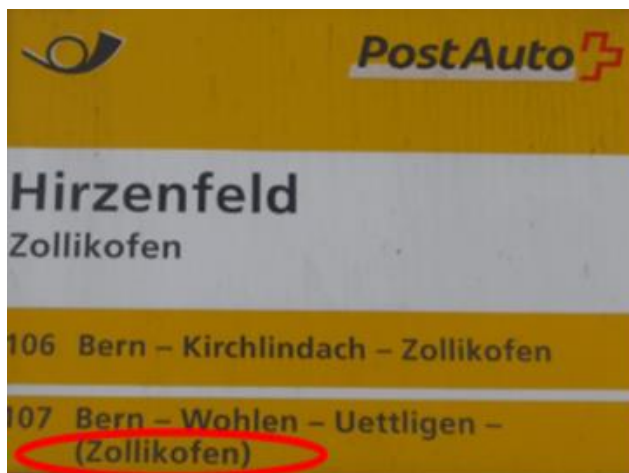 PostAuto
Hirzenfeld
Zollikofen
106 Bern – Kirchlindach – Zollikofen
107 Bern – Wohlen – Uettligen –
(Zollikofen)